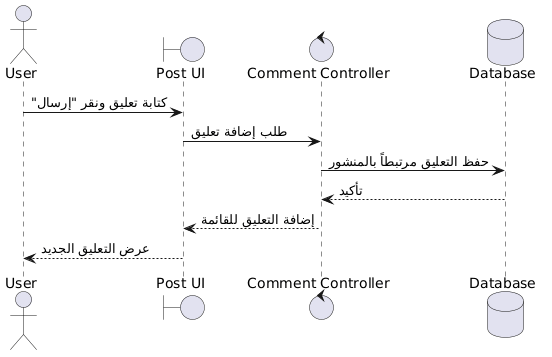 User
Post UI
Comment Controller
Database
كتابة تعليق ونقر "إرسال"
طلب إضافة تعليق
حفظ التعليق مرتبطاً بالمنشور
تأكيد
إضافة التعليق للقائمة
عرض التعليق الجديد
User
Post UI
Comment Controller
Database